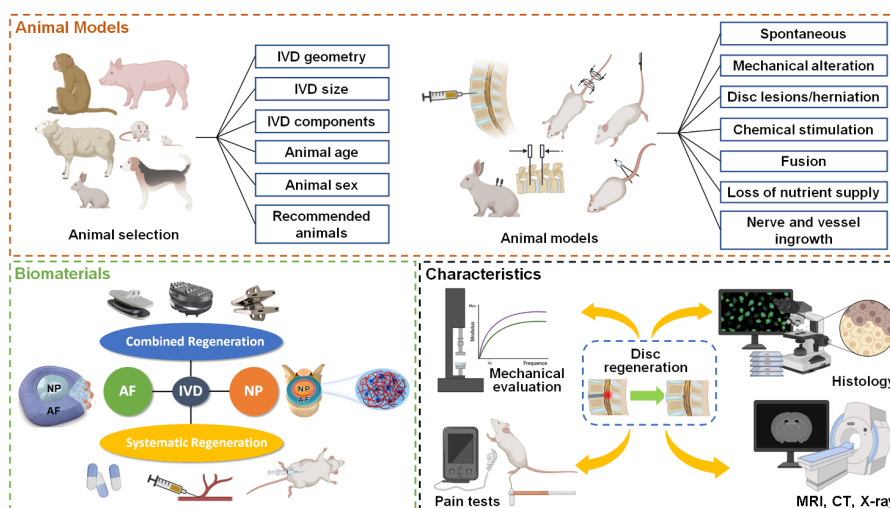 Animal Models
IVD geometry
IVD size
IVD components
Animal age
Animal sex
Recommended
animals
Animal selection
Spontaneous
Mechanical alteration
Disc lesions/herniation
Chemical stimulation
Fusion
Loss of nutrient supply
Nerve and vessel
ingrowth
Animal models
Biomaterials
Combined Regeneration
NP
AF
AF
IVD
NP
NP
AF
Systematic Regeneration
Characteristics
Modulus
Frequence
Mechanical
evaluation
Disc
regeneration
Histology
Pain tests
MRI, CT, X-ray